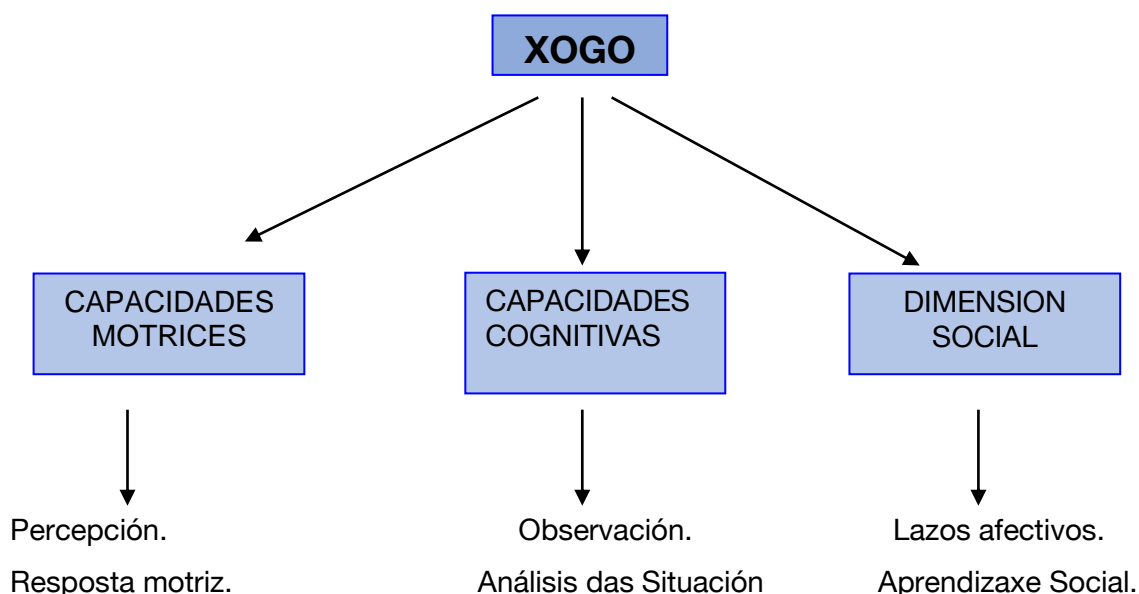 XOGO
CAPACIDADES
MOTRICES
CAPACIDADES
COGNITIVAS
DIMENSION
SOCIAL
Percepción.
Observación.
Lazos afectivos.
Resposta motriz.
Análisis das Situación
Aprendizaxe Social.